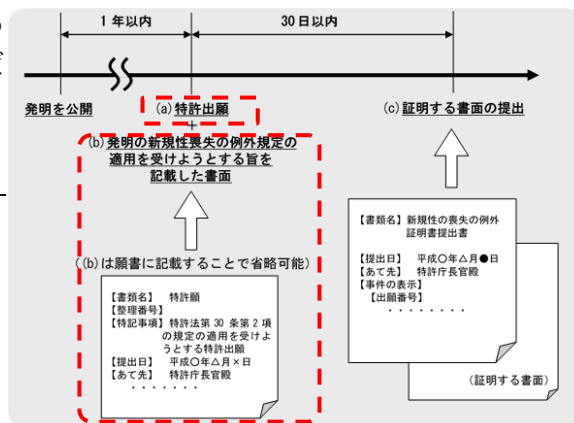 1 年以内
30 日以内
発明を公開
(a) 特許出願
+
(b) 発明の新規性喪失の例外規定の
適用を受けようとする旨を
記載した書面
(c) 証明する書面の提出
((b)は願書に記載することで省略可能)
【書類名】 特許願
【整理番号】
【特記事項】特許法第 30 条第 2 項
の規定の適用を受けよ
うとする特許出願
【提出日】 平成〇年△月×日
【あて先】 特許庁長官殿
・・・・・・・
【書類名】新規性の喪失の例外
証明書提出書
【提出日】 平成〇年△月●日
【あて先】 特許庁長官殿
【事件の表示】
【出願番号】
・・・・・・・・
(証明する書面)